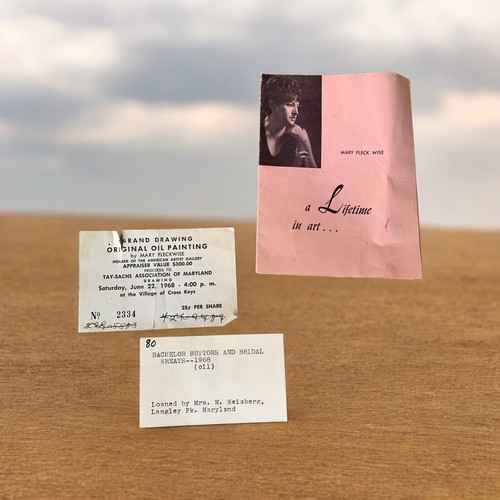 MARY FLECK WISE
a Lifetime
in art...
GRAND DRAWING
ORIGINAL OIL PAINTING
by MARY FLECKWISE
MEMBER OF THE AMERICAN ARTIST GALLERY
APPRAISER VALUE $300.00
PROCEEDS TO
TAY-SACHS ASSOCIATION OF MARYLAND
DRAWING
Saturday, June 22, 1968 - 4:00 p. m.
at the Village of Cross Keys
25¢ PER SHARE
No 2334
80
BACHELOR BUTTONS AND BRIDAL
WREATH--1968
(oil)
Loaned by Mrs. M. Weisberg,
Langley Pk. Maryland